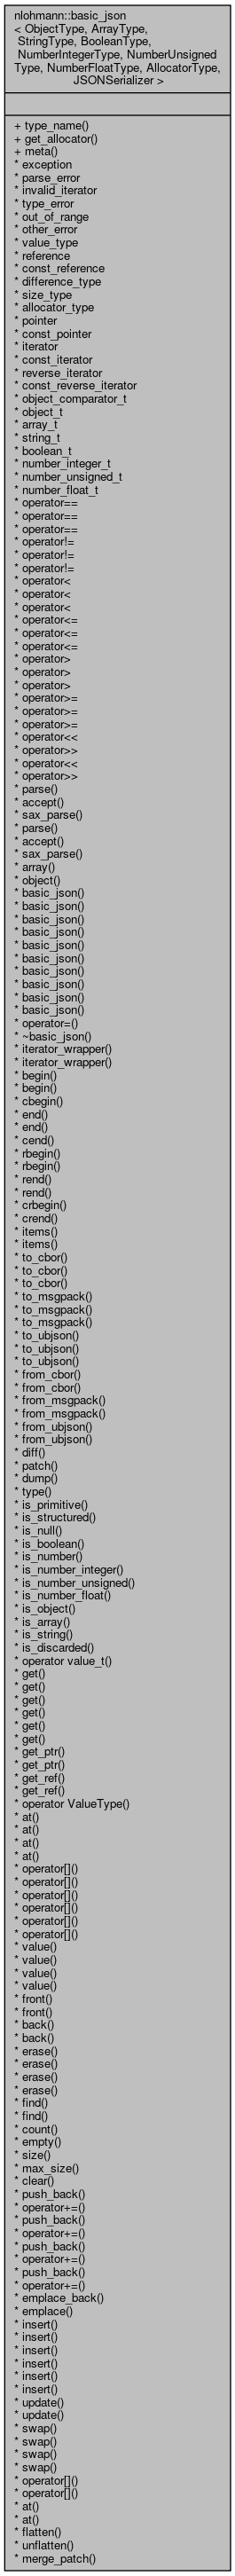 nlohmann::basic_json
< ObjectType, ArrayType,
StringType, BooleanType,
NumberIntegerType, NumberUnsigned
Type, NumberFloatType, AllocatorType,
JSONSerializer >
+ type_name()
+ get_allocator()
+ meta()
* exception
* parse_error
* invalid_iterator
* type_error
* out_of_range
* other_error
* value_type
* reference
* const_reference
* difference_type
* size_type
* allocator_type
* pointer
* const_pointer
* iterator
* const_iterator
* reverse_iterator
* const_reverse_iterator
* object_comparator_t
* object_t
* array_t
* string_t
* boolean_t
* number_integer_t
* number_unsigned_t
* number_float_t
* operator==
* operator==
* operator==
* operator!=
* operator!=
* operator!=
* operator<
* operator<
* operator<
* operator<=
* operator<=
* operator<=
* operator>
* operator>
* operator>
* operator>=
* operator>=
* operator>=
* operator<<
* operator>>
* operator<<
* operator>>
* parse()
* accept()
* sax_parse()
* parse()
* accept()
* sax_parse()
* array()
* object()
* basic_json()
* basic_json()
* basic_json()
* basic_json()
* basic_json()
* basic_json()
* basic_json()
* basic_json()
* basic_json()
* basic_json()
* operator=()
* ~basic_json()
* iterator_wrapper()
* iterator_wrapper()
* begin()
* begin()
* cbegin()
* end()
* end()
* cend()
* rbegin()
* rbegin()
* rend()
* rend()
* crbegin()
* crend()
* items()
* items()
* to_cbor()
* to_cbor()
* to_cbor()
* to_msgpack()
* to_msgpack()
* to_msgpack()
* to_ubjson()
* to_ubjson()
* to_ubjson()
* from_cbor()
* from_cbor()
* from_msgpack()
* from_msgpack()
* from_ubjson()
* from_ubjson()
* diff()
* patch()
* dump()
* type()
* is_primitive()
* is_structured()
* is_null()
* is_boolean()
* is_number()
* is_number_integer()
* is_number_unsigned()
* is_number_float()
* is_object()
* is_array()
* is_string()
* is_discarded()
* operator value_t()
* get()
* get()
* get()
* get()
* get()
* get()
* get_ptr()
* get_ptr()
* get_ref()
* get_ref()
* operator ValueType()
* at()
* at()
* at()
* at()
* operator[]()
* operator[]()
* operator[]()
* operator[]()
* operator[]()
* operator[]()
* value()
* value()
* value()
* value()
* front()
* front()
* back()
* back()
* erase()
* erase()
* erase()
* erase()
* find()
* find()
* count()
* empty()
* size()
* max_size()
* clear()
* push_back()
* operator+=()
* push_back()
* operator+=()
* push_back()
* operator+=()
* push_back()
* operator+=()
* emplace_back()
* emplace()
* insert()
* insert()
* insert()
* insert()
* insert()
* insert()
* update()
* update()
* swap()
* swap()
* swap()
* swap()
* operator[]()
* operator[]()
* at()
* at()
* flatten()
* unflatten()
* merge_patch()